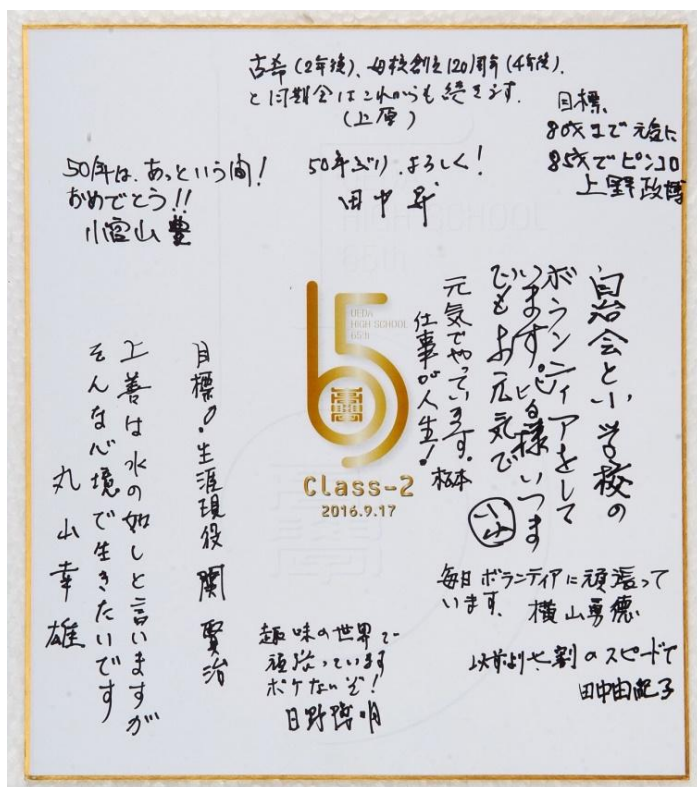 古希(2年後)、母校創立120周年(4年後)、
と同期会はこれからも続きます.
(上原)
目標、
80才まで元気に
85才でピンコロ
上野政博
50年は、あっという間!
おめでとう!!
小宮山 豊
50年ぶり、よろしく!
田中 昇
自治会と小学校の
ボランティアをして
います。皆様いつま
でもお元気で
元気でやっています。
仕事が人生!
松本
UEDA
HIGH SCHOOL
65th
Class-2
2016.9.17
目標の生涯現役 関 賢治
上善は水の如しと言いますが
そんな心境で生きたいです
丸山幸雄
毎日ボランティアに頑張って
います. 横山勇德
趣味の世界で
頑張っています
ボケないぞ!
日野啓明
以前より七割のスピードで
田中由紀子